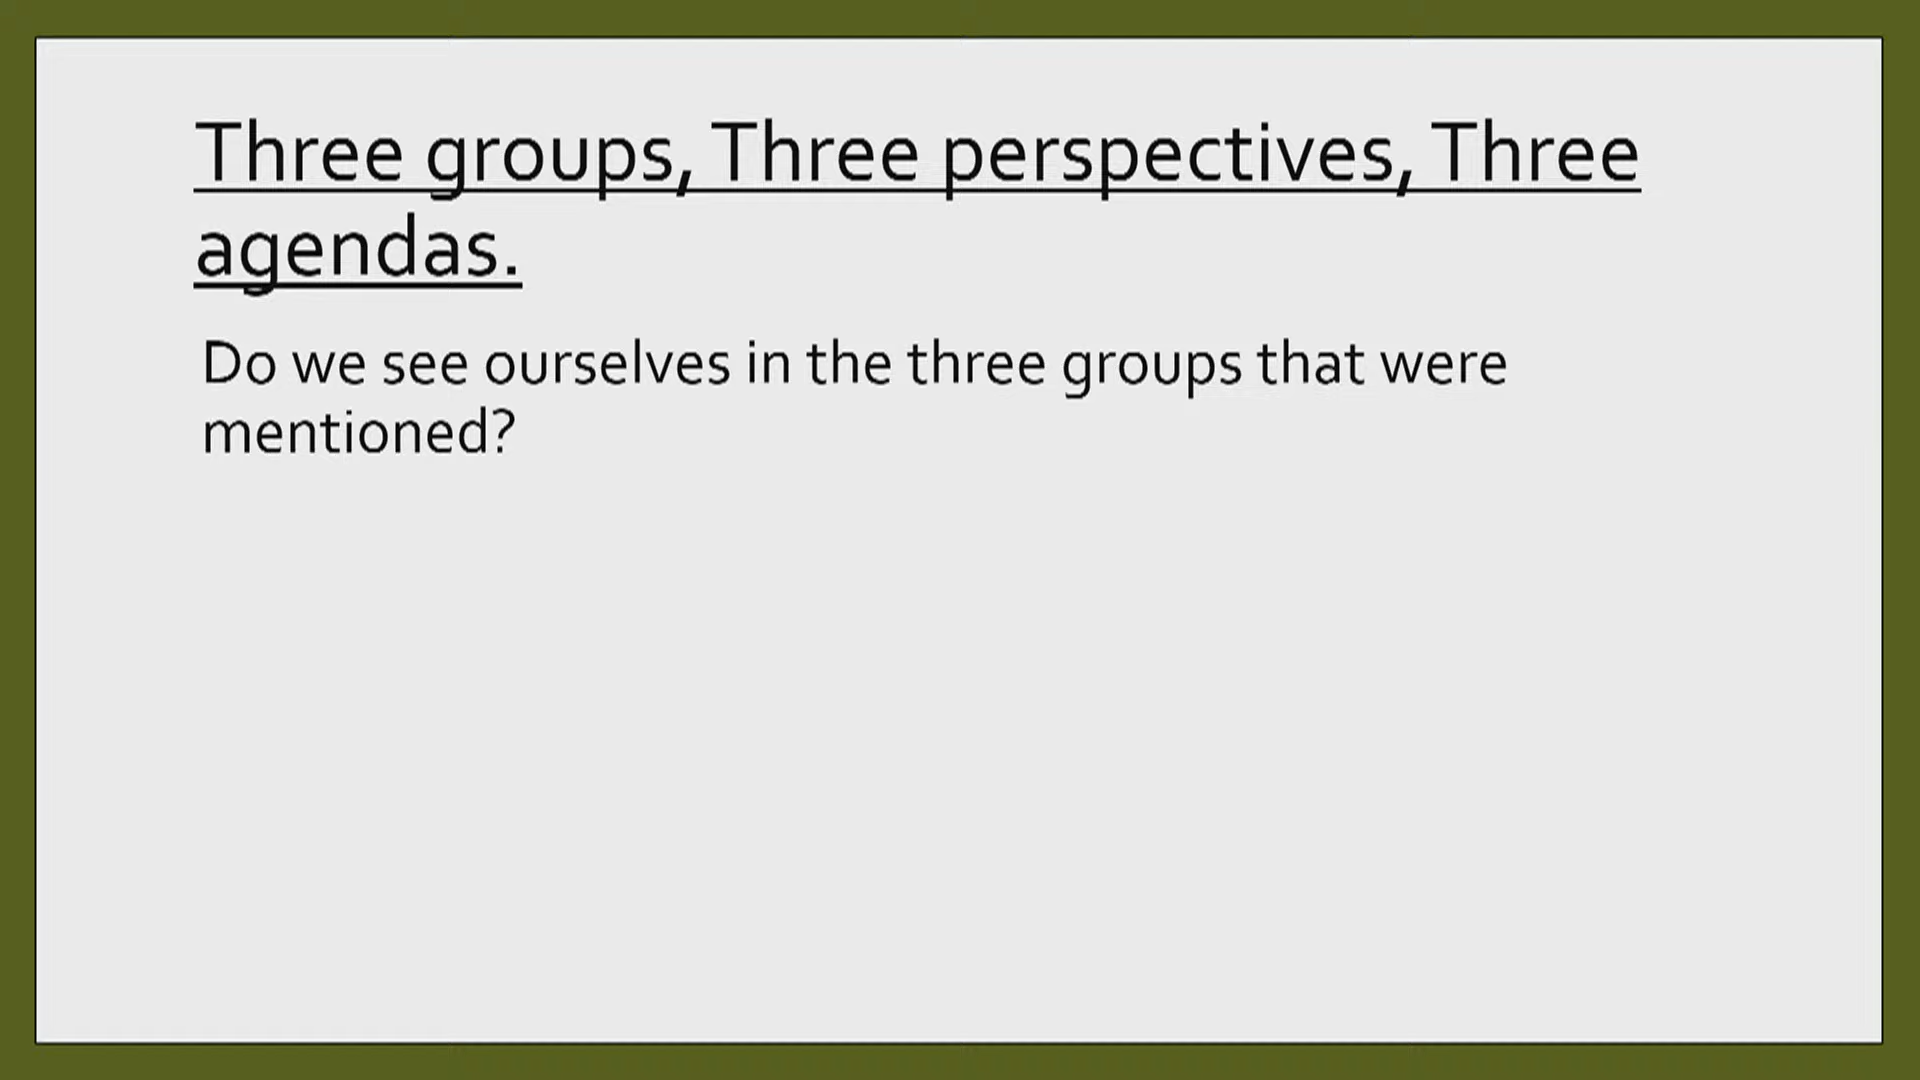 Three groups, Three perspectives, Three
agendas.
Do we see ourselves in the three groups that were
mentioned?